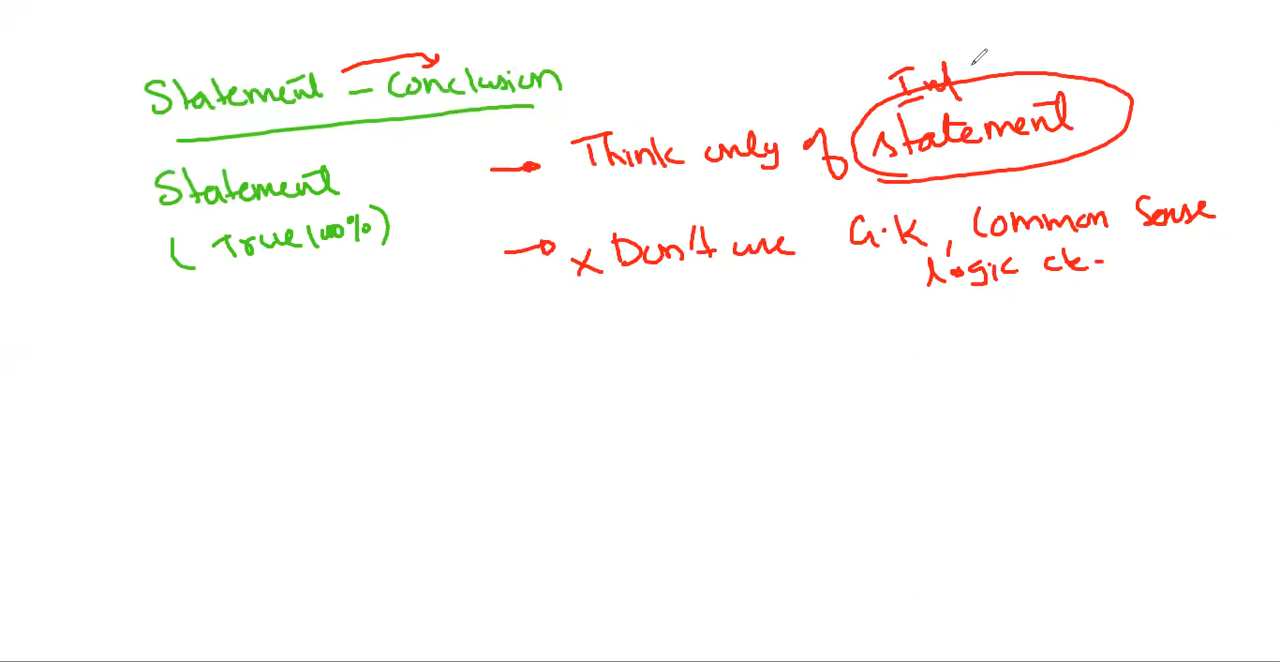 Statement - Conclusion
Statement
( True (100%)
Inf
→ Think only of statement
→ x Don't use G.K, Common Sense
logic etc-